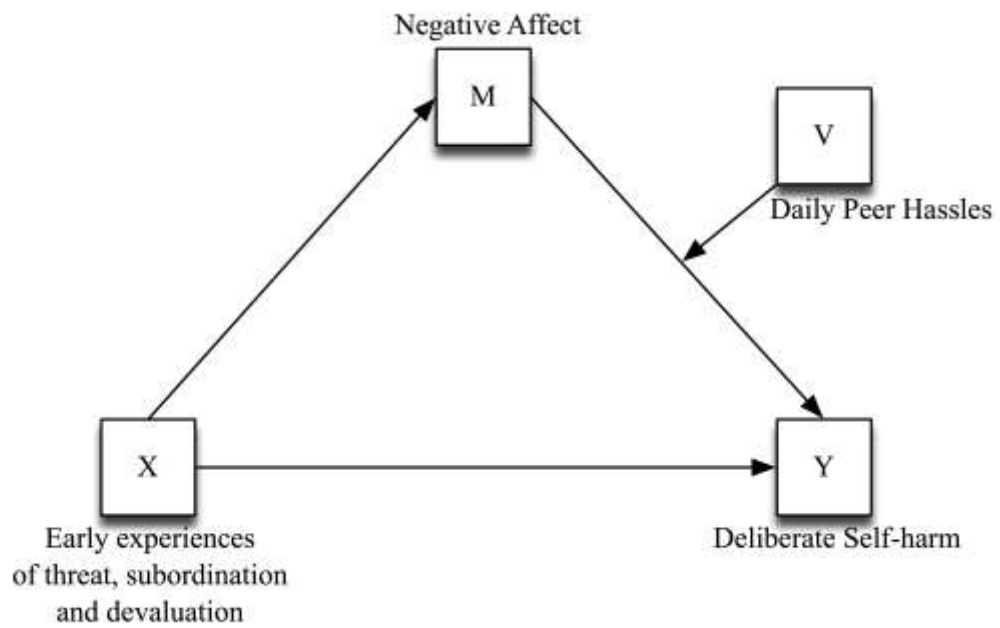 Negative Affect
M
V
Daily Peer Hassles
X
Y
Early experiences
of threat, subordination
and devaluation
Deliberate Self-harm